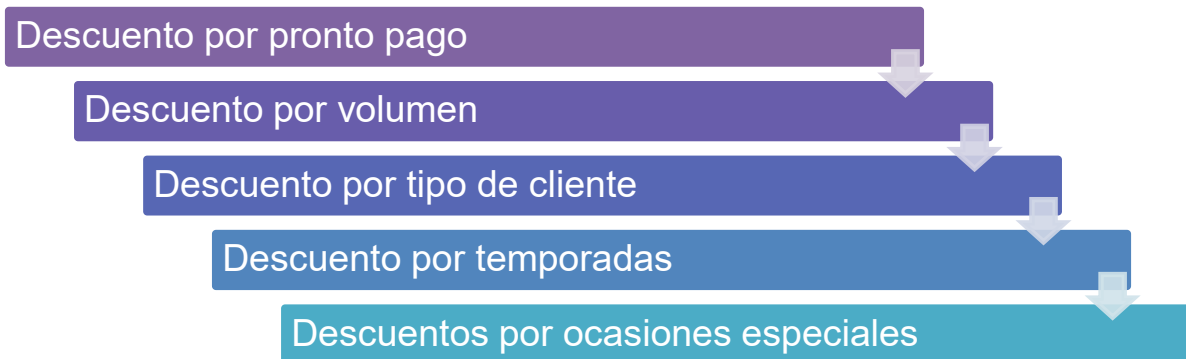 Descuento por pronto pago
Descuento por volumen
Descuento por tipo de cliente
Descuento por temporadas
Descuentos por ocasiones especiales